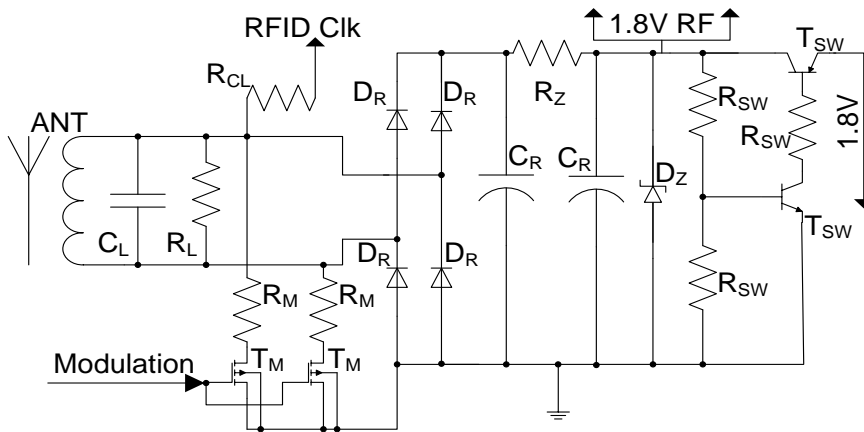 1.8V RF
RFID Clk
T_SW
R_CL
D_R
D_R
R_Z
R_SW
R_SW
1.8V
ANT
C_R
C_R
D_Z
C_L
R_L
D_R
D_R
T_SW
R_M
R_M
R_SW
Modulation
T_M
T_M